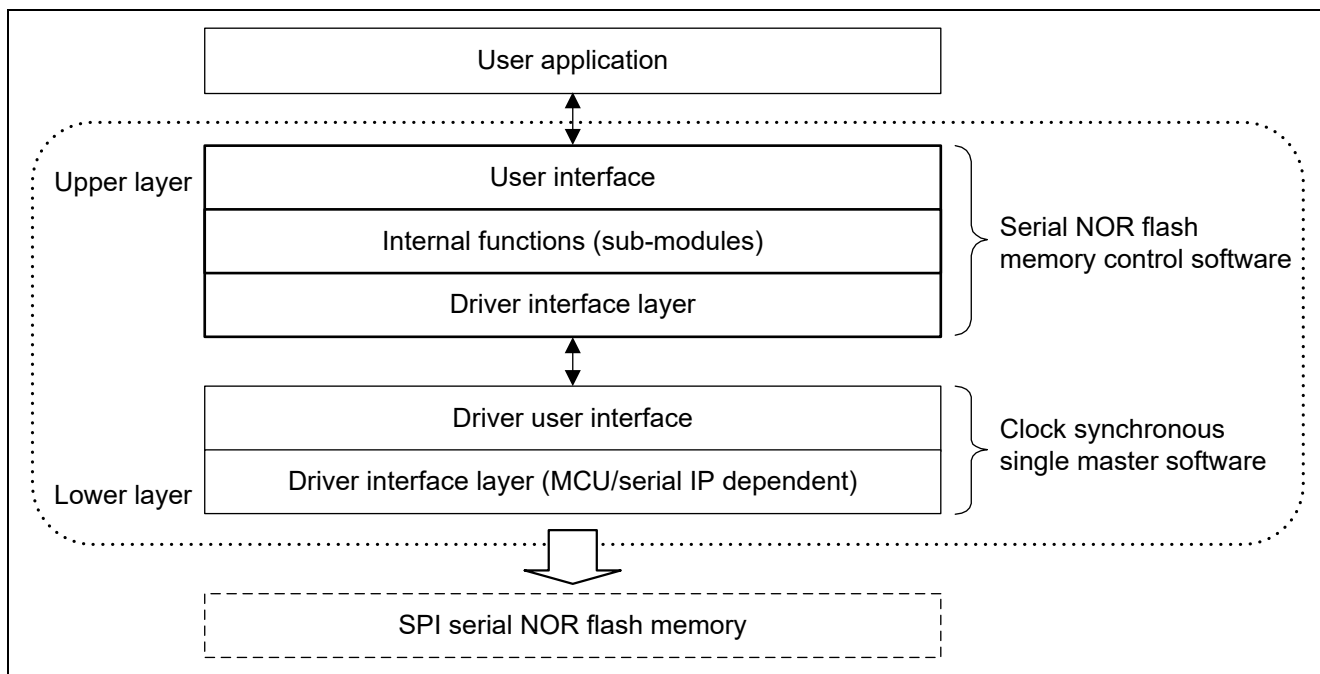 User application
Upper layer
User interface
Internal functions (sub-modules)
Driver interface layer
Serial NOR flash
memory control software
Driver user interface
Driver interface layer (MCU/serial IP dependent)
Lower layer
Clock synchronous
single master software
SPI serial NOR flash memory